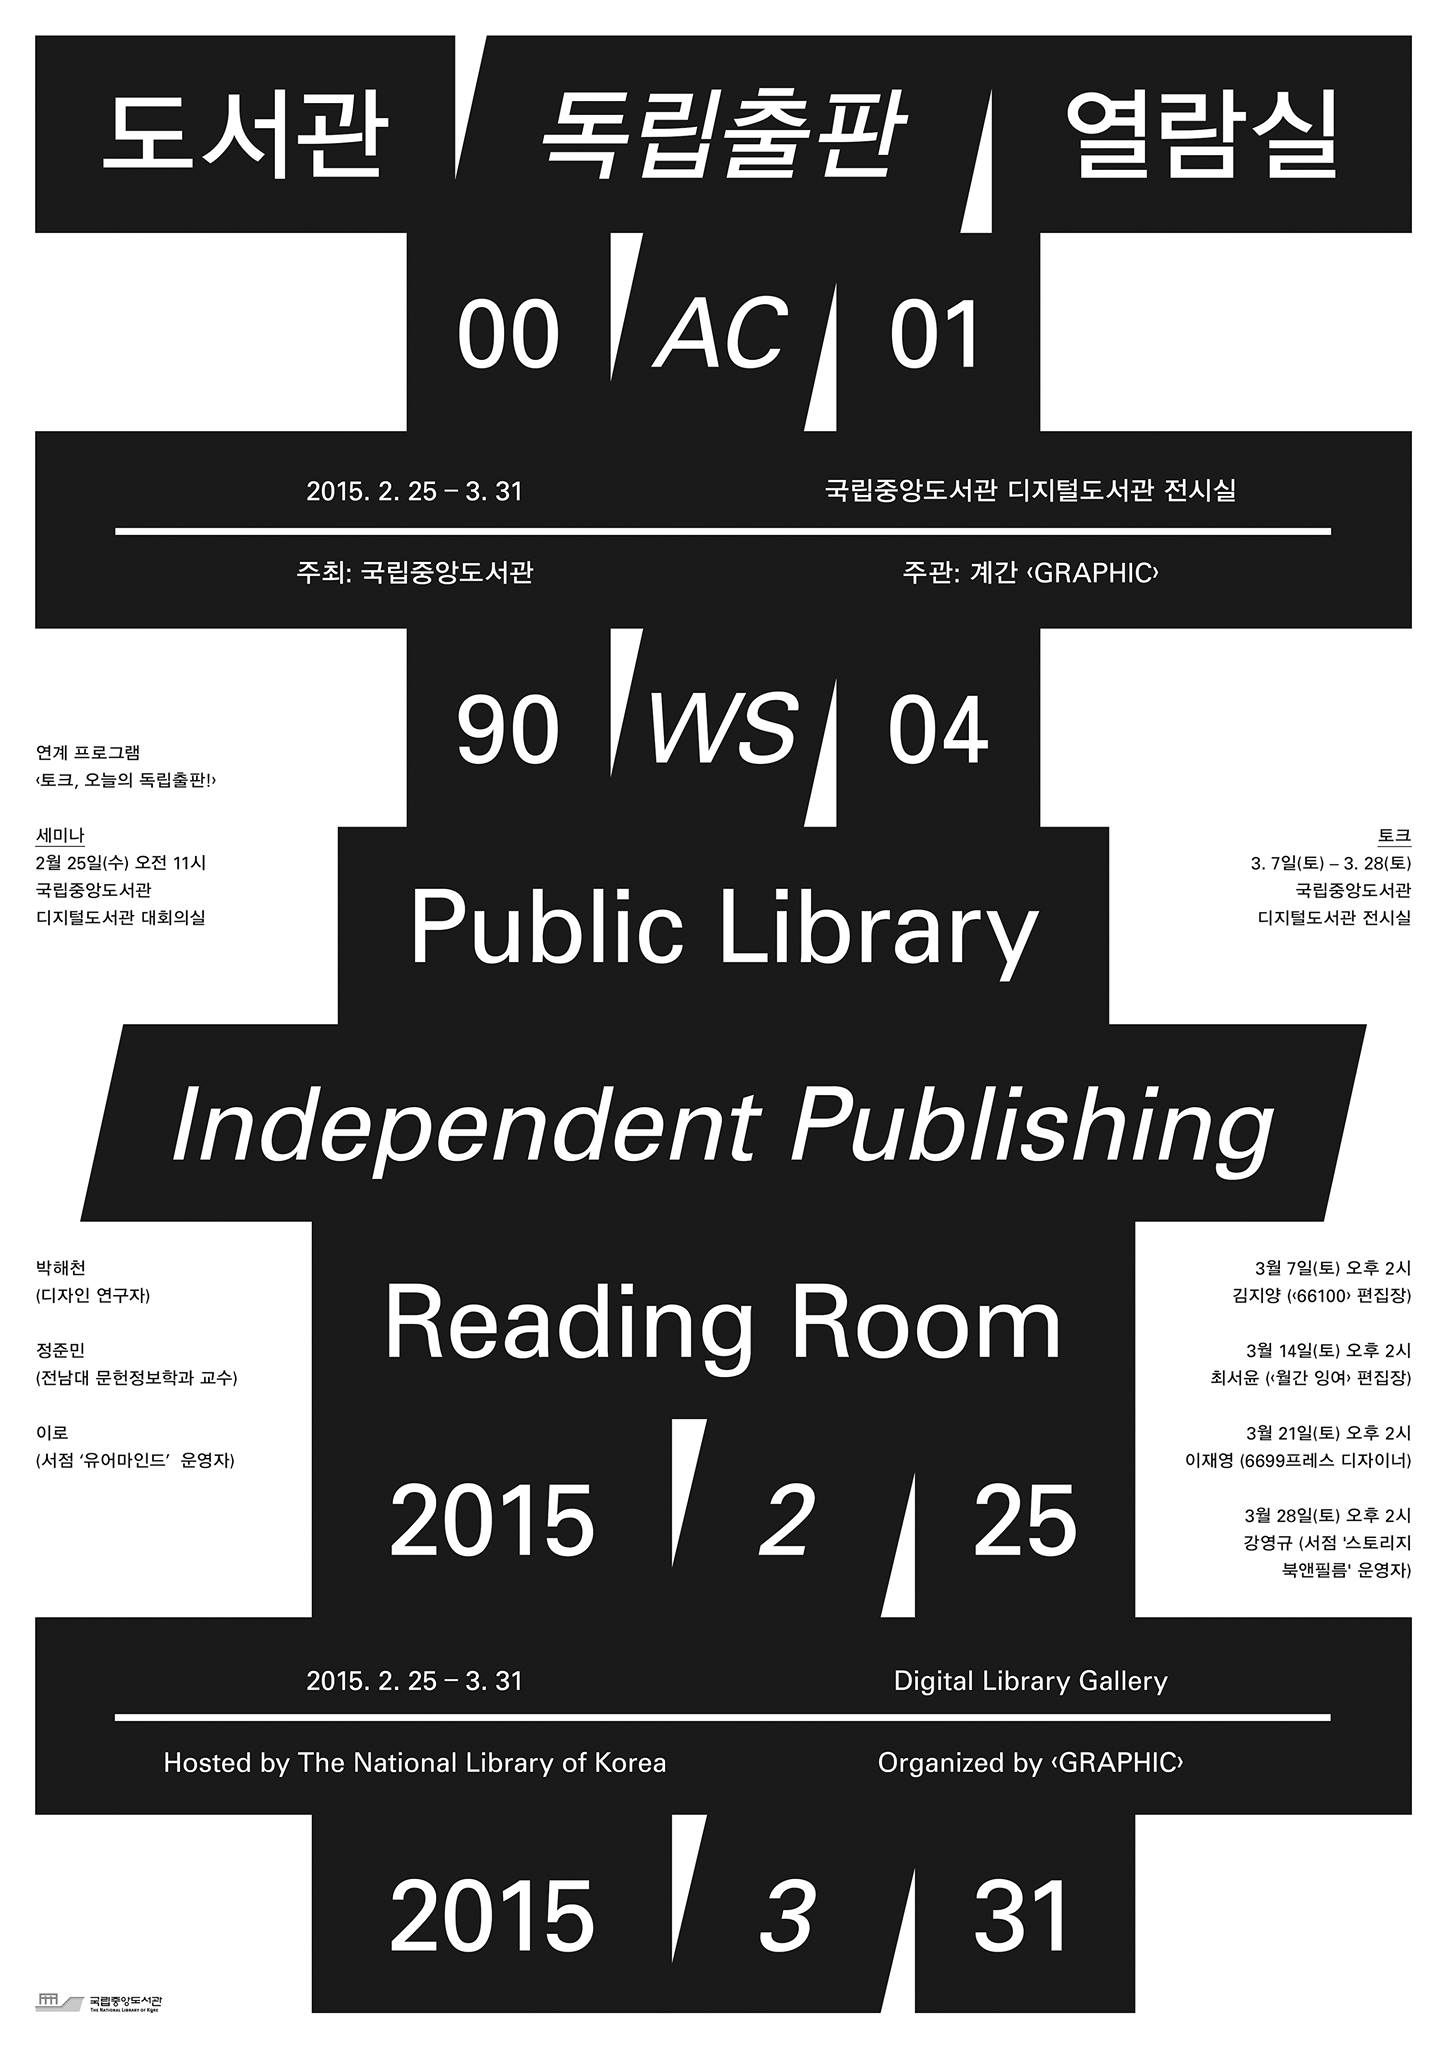 도서관 독립출판 열람실
00 AC 01
2015. 2. 25 – 3. 31
국립중앙도서관 디지털도서관 전시실
주최: 국립중앙도서관
주관: 계간 ‹GRAPHIC›
90 WS 04
연계 프로그램
‹토크, 오늘의 독립출판!›
세미나
2월 25일(수) 오전 11시
국립중앙도서관
디지털도서관 대회의실
토크
3. 7일(토) – 3. 28(토)
국립중앙도서관
디지털도서관 전시실
Public Library
Independent Publishing
Reading Room
박해천
(디자인 연구자)
정준민
(전남대 문헌정보학과 교수)
이로
(서점 ‘유어마인드’ 운영자)
3월 7일(토) 오후 2시
김지양 (‹66100› 편집장)
3월 14일(토) 오후 2시
최서윤 (‹월간 잉여› 편집장)
3월 21일(토) 오후 2시
이재영 (6699프레스 디자이너)
3월 28일(토) 오후 2시
강영규 (서점 '스토리지
북앤필름' 운영자)
2015 2 25
2015. 2. 25 – 3. 31
Digital Library Gallery
Hosted by The National Library of Korea
Organized by ‹GRAPHIC›
2015 3 31
국립중앙도서관
THE NATIONAL LIBRARY OF KOREA